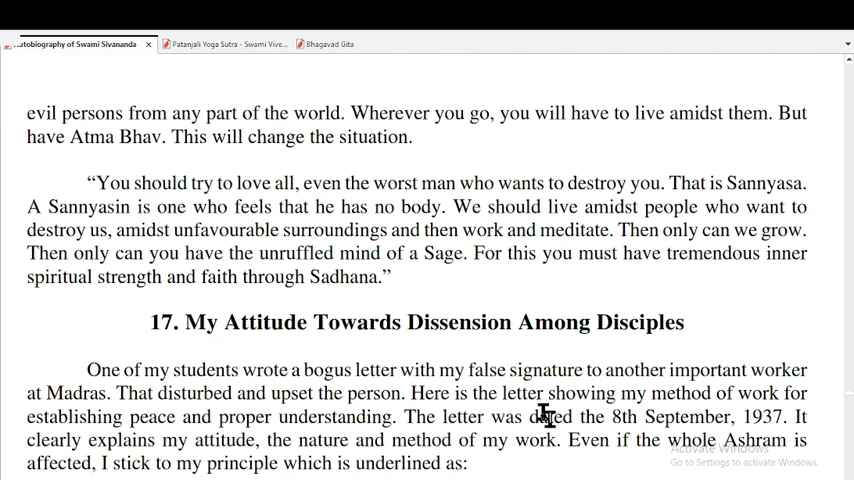 Autobiography of Swami Sivananda
Patanjali Yoga Sutra - Swami Vive...
Bhagavad Gita
evil persons from any part of the world. Wherever you go, you will have to live amidst them. But
have Atma Bhav. This will change the situation.
“You should try to love all, even the worst man who wants to destroy you. That is Sannyasa.
A Sannyasin is one who feels that he has no body. We should live amidst people who want to
destroy us, amidst unfavourable surroundings and then work and meditate. Then only can we grow.
Then only can you have the unruffled mind of a Sage. For this you must have tremendous inner
spiritual strength and faith through Sadhana.”
17. My Attitude Towards Dissension Among Disciples
One of my students wrote a bogus letter with my false signature to another important worker
at Madras. That disturbed and upset the person. Here is the letter showing my method of work for
establishing peace and proper understanding. The letter was dated the 8th September, 1937. It
clearly explains my attitude, the nature and method of my work. Even if the whole Ashram is
affected, I stick to my principle which is underlined as:
Activate Windows
Go to Settings to activate Windows.